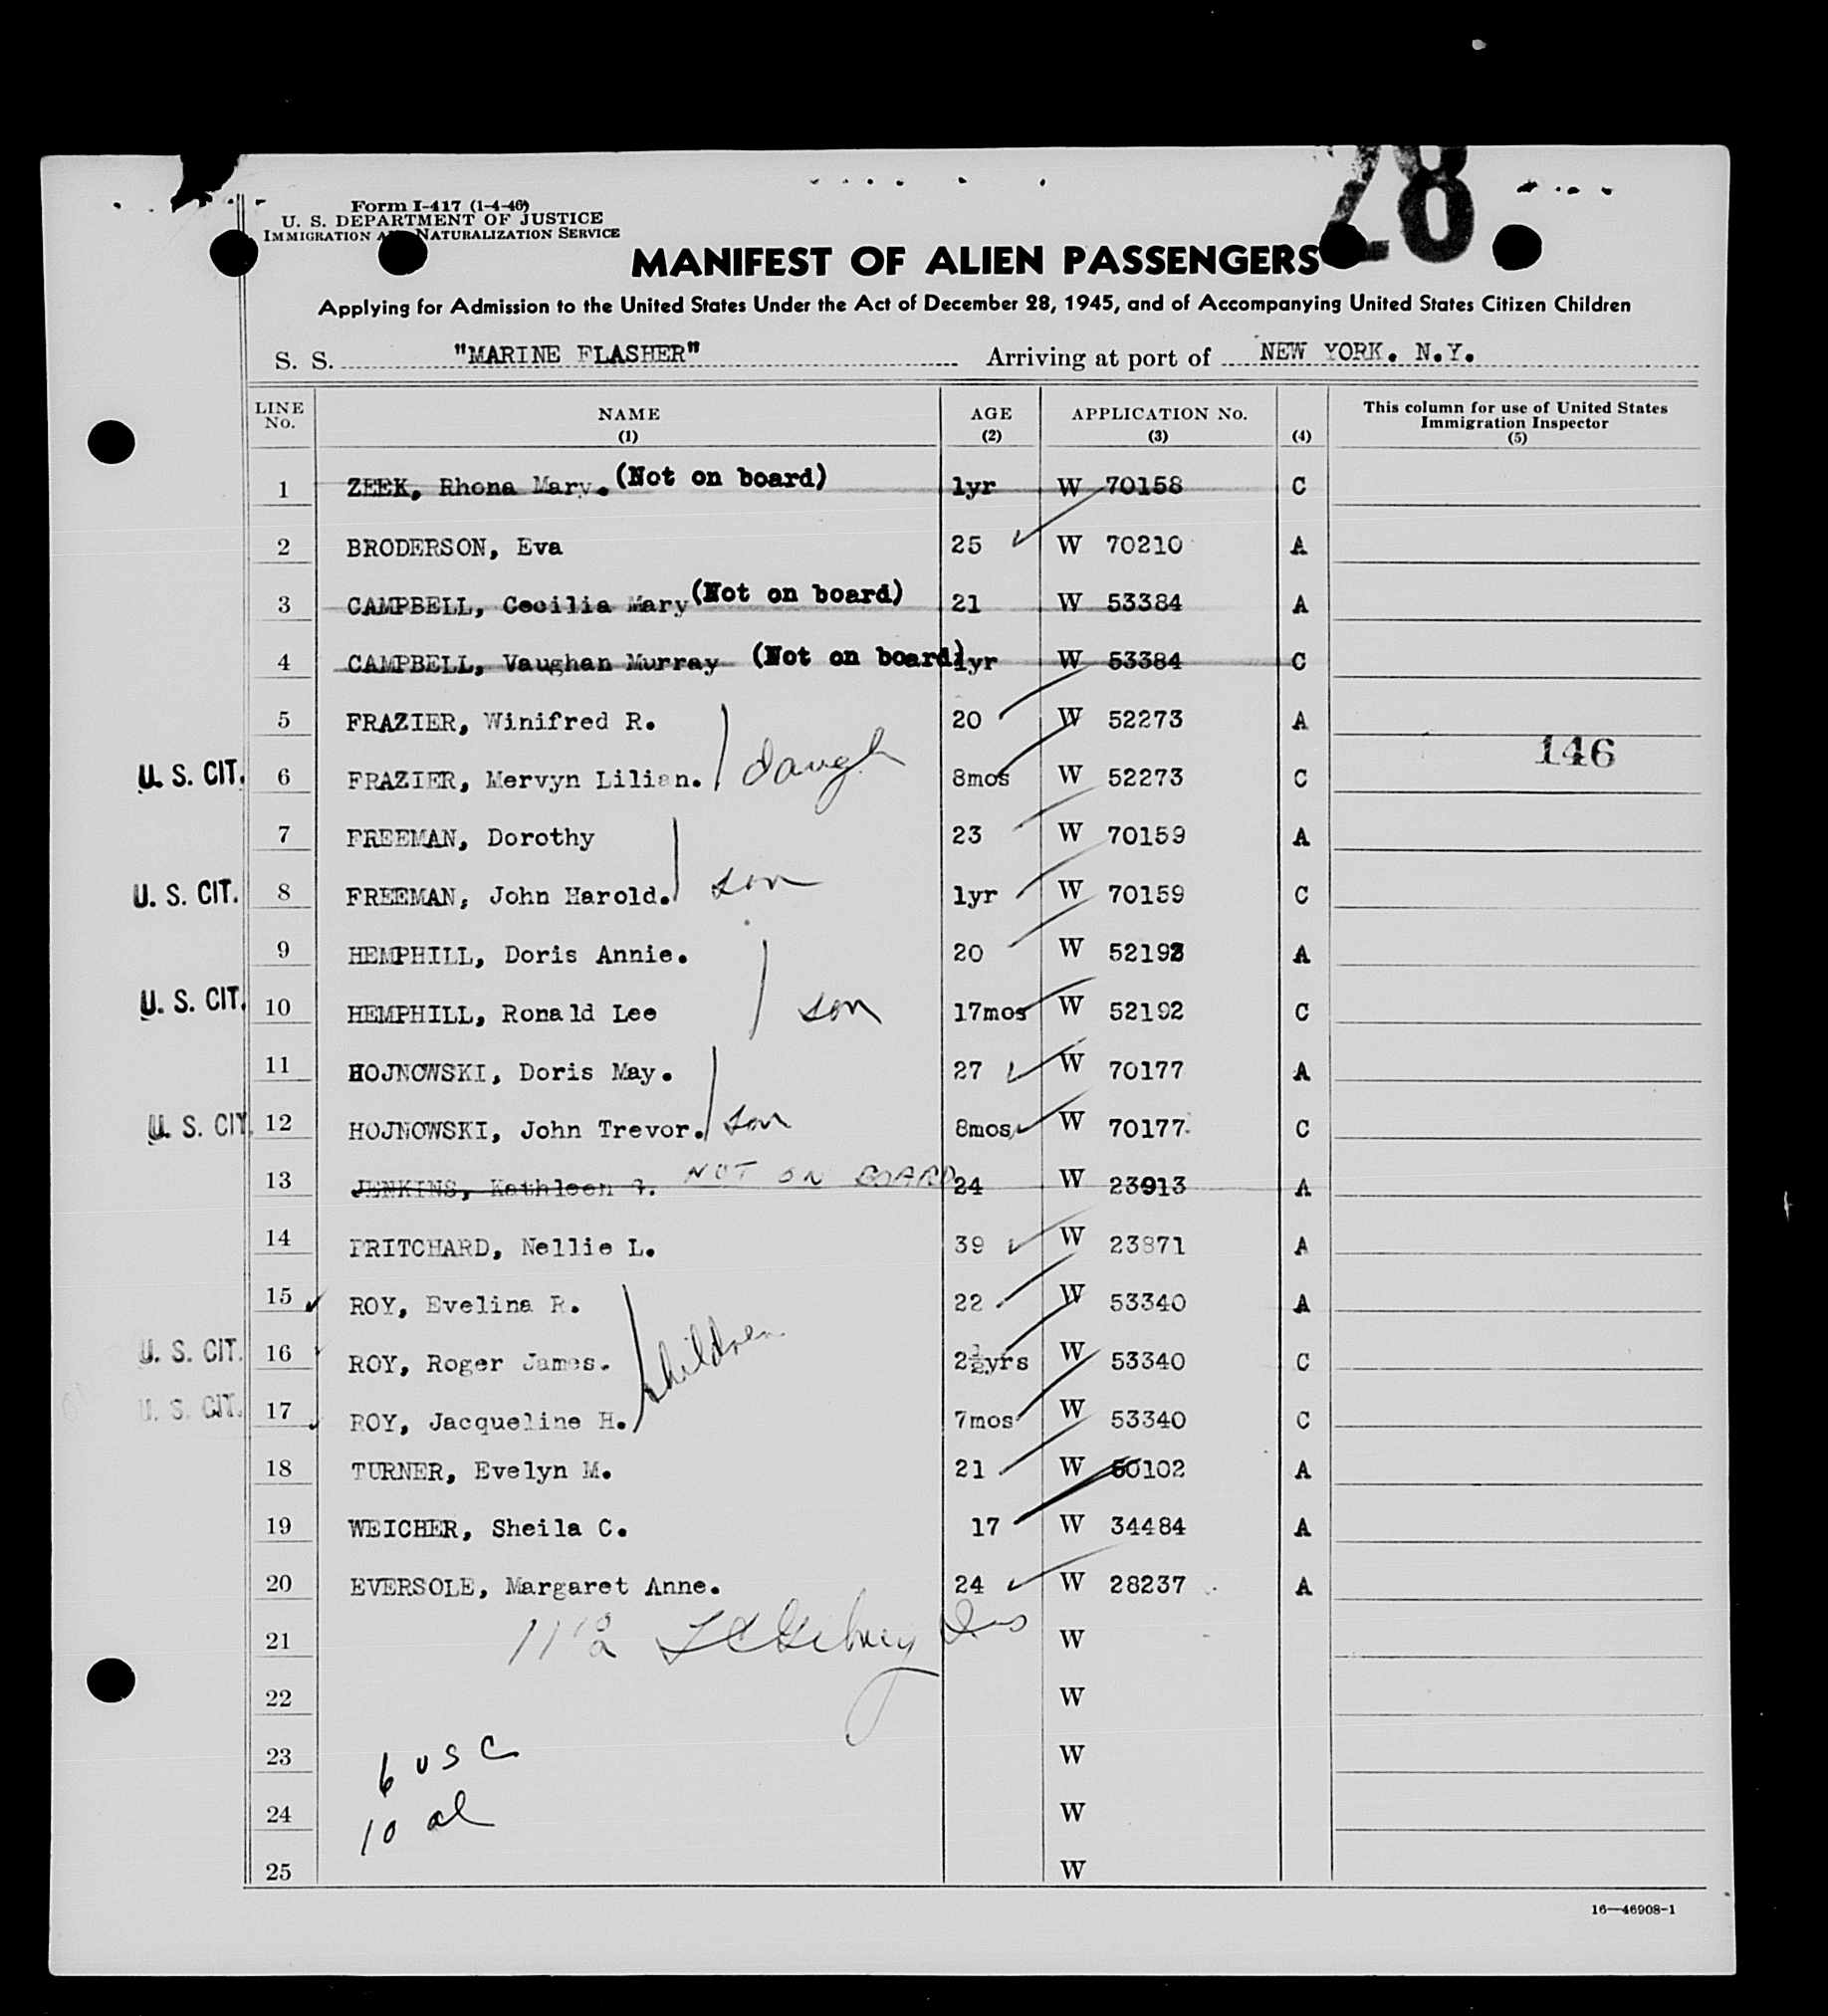 28
Form I-417 (1-4-46)
U. S. DEPARTMENT OF JUSTICE
IMMIGRATION AND NATURALIZATION SERVICE
MANIFEST OF ALIEN PASSENGERS
Applying for Admission to the United States Under the Act of December 28, 1945, and of Accompanying United States Citizen Children
S. S. "MARINE FLASHER" Arriving at port of NEW YORK. N.Y.
LINE No. NAME (1) AGE (2) APPLICATION No. (3) (4) This column for use of United States Immigration Inspector (5)
1 ZEEK, Rhona Mary. (Not on board) 1yr W 70158 C
2 BRODERSON, Eva 25 W 70210 A
3 CAMPBELL, Cecilia Mary (Not on board) 21 W 53384 A
4 CAMPBELL, Vaughan Murray (Not on board) 1yr W 53384 C
5 FRAZIER, Winifred R. 20 W 52273 A
146
U. S. CIT. 6 FRAZIER, Mervyn Lilian. daugh 8mos W 52273 C
7 FREEMAN, Dorothy 23 W 70159 A
U. S. CIT. 8 FREEMAN, John Harold. son 1yr W 70159 C
9 HEMPHILL, Doris Annie. 20 W 52192 A
U. S. CIT. 10 HEMPHILL, Ronald Lee son 17mos W 52192 C
11 HOJNOWSKI, Doris May. 27 W 70177 A
U. S. CIT. 12 HOJNOWSKI, John Trevor. son 8mos W 70177 C
13 JENKINS, Kathleen NOT ON BOARD 24 W 23913 A
14 PRITCHARD, Nellie L. 39 W 23871 A
15 ROY, Evelina R. 22 W 53340 A
U. S. CIT. 16 ROY, Roger James. children 2½yrs W 53340 C
U. S. CIT. 17 ROY, Jacqueline H. 7mos W 53340 C
18 TURNER, Evelyn M. 21 W 50102 A
19 WEICHER, Sheila C. 17 W 34484 A
20 EVERSOLE, Margaret Anne. 24 W 28237 A
21 W
22 W
23 6 USC W
24 10 al W
25 W
16—46908-1